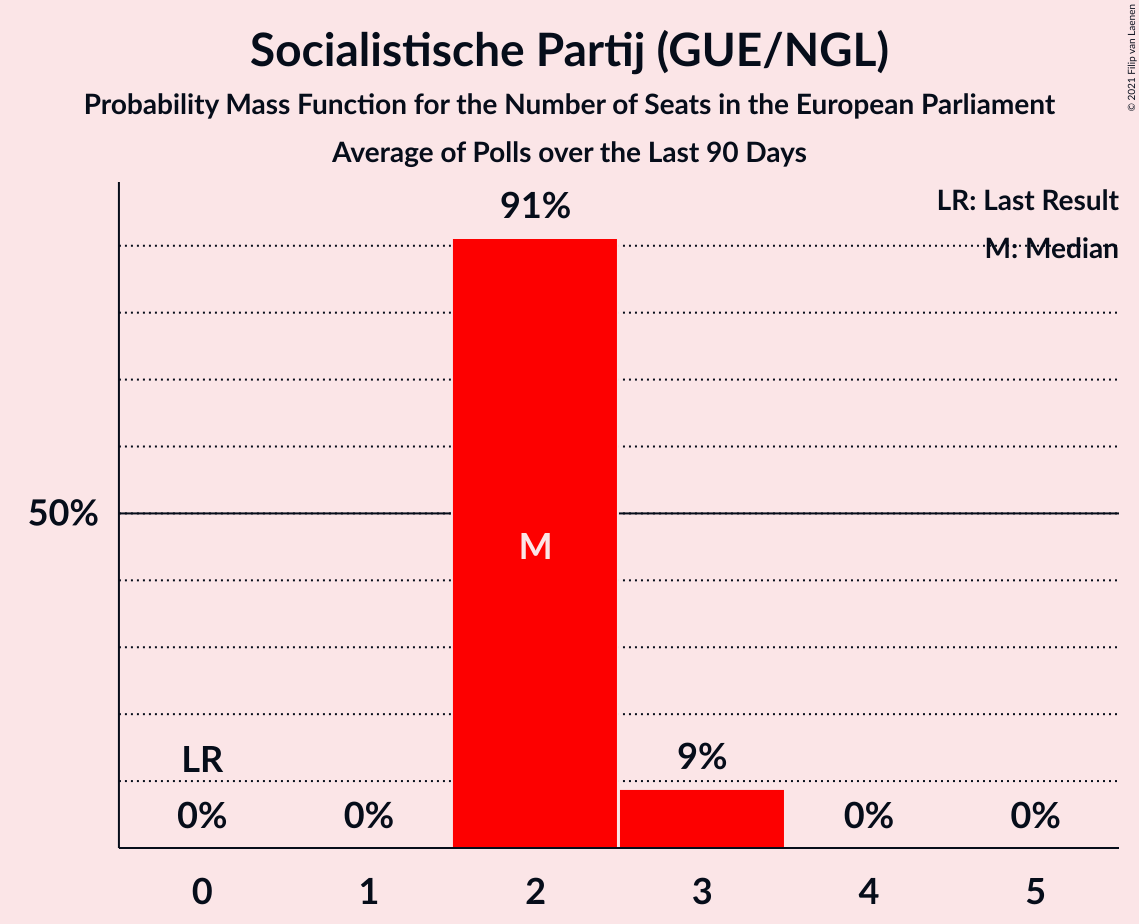 Socialistische Partij (GUE/NGL)
Probability Mass Function for the Number of Seats in the European Parliament
Average of Polls over the Last 90 Days
© 2021 Filip van Laenen
LR: Last Result
M: Median
91%
50%
M
LR
9%
0%
0%
0%
0%
0
1
2
3
4
5